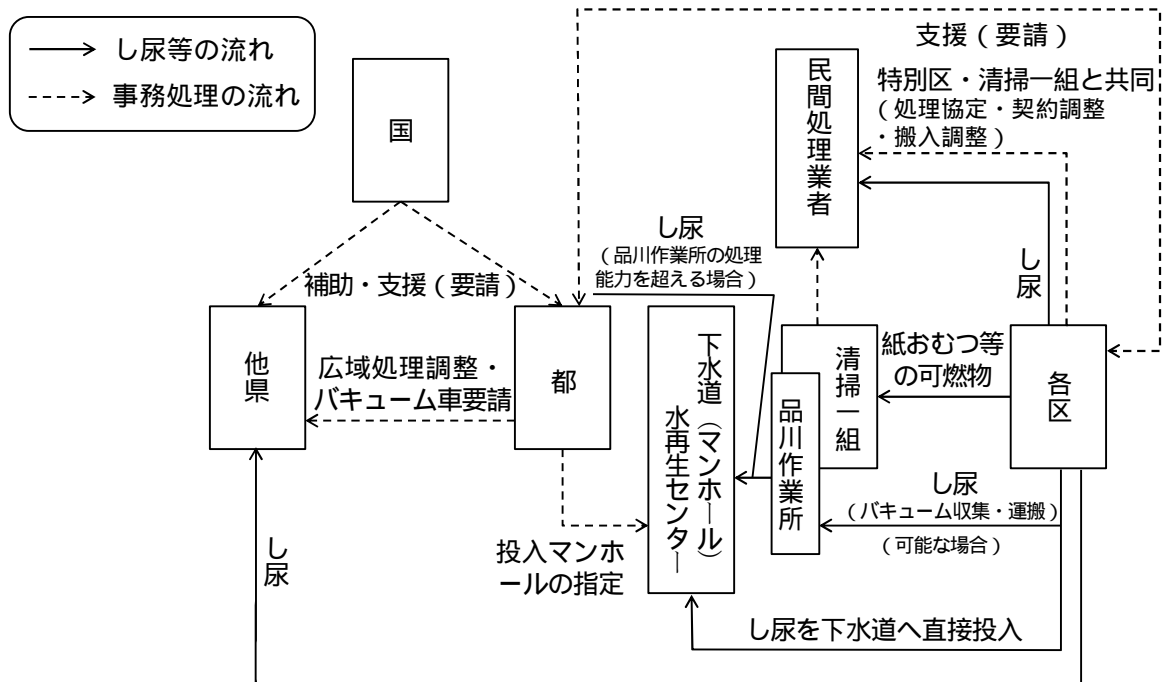 し尿等の流れ
事務処理の流れ
国
民間処理業者
支援(要請)
特別区・清掃一組と共同
(処理協定・契約調整
・搬入調整)
し尿
(品川作業所の処理
能力を超える場合)
し尿
補助・支援(要請)
他県
広域処理調整・
バキューム車要請
都
下水道(マンホール)
水再生センター
清掃一組
品川作業所
紙おむつ等
の可燃物
各区
し尿
(バキューム収集・運搬)
(可能な場合)
投入マンホ
ールの指定
し尿
し尿を下水道へ直接投入